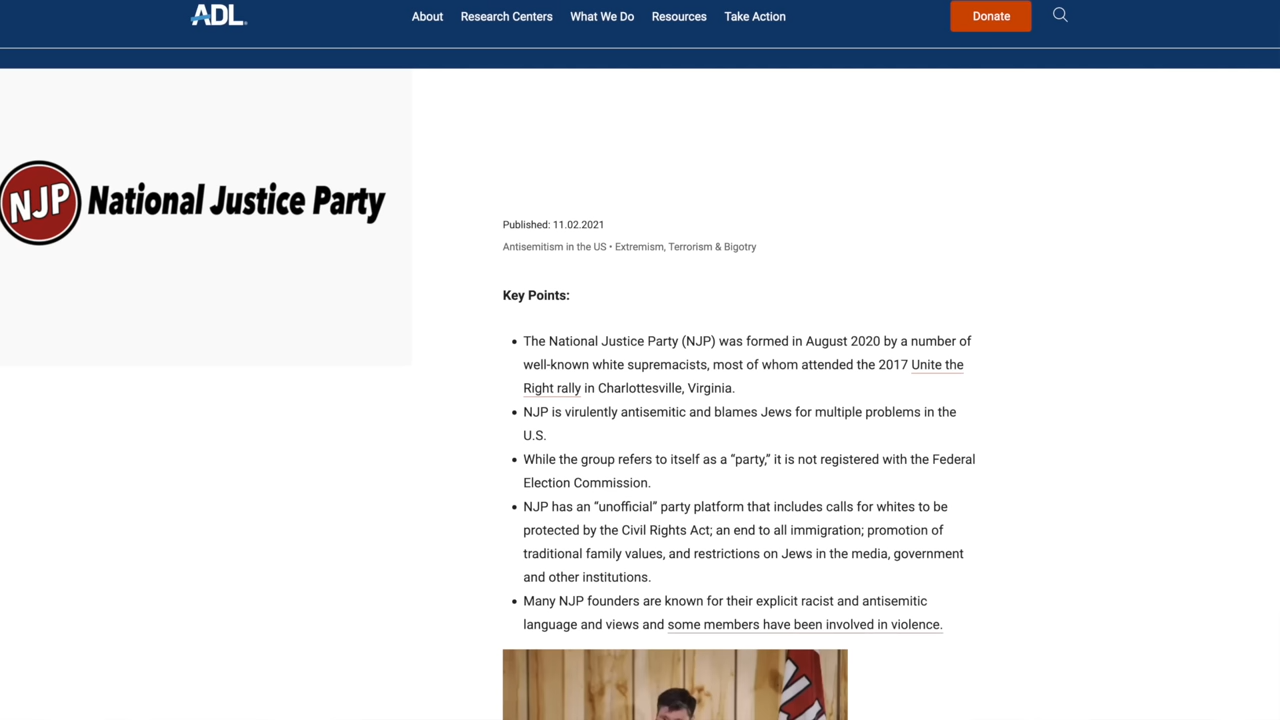 ADL
About Research Centers What We Do Resources Take Action Donate
NJP National Justice Party
Published: 11.02.2021
Antisemitism in the US • Extremism, Terrorism & Bigotry
Key Points:
• The National Justice Party (NJP) was formed in August 2020 by a number of
well-known white supremacists, most of whom attended the 2017 Unite the
Right rally in Charlottesville, Virginia.
• NJP is virulently antisemitic and blames Jews for multiple problems in the
U.S.
• While the group refers to itself as a “party,” it is not registered with the Federal
Election Commission.
• NJP has an “unofficial” party platform that includes calls for whites to be
protected by the Civil Rights Act; an end to all immigration; promotion of
traditional family values, and restrictions on Jews in the media, government
and other institutions.
• Many NJP founders are known for their explicit racist and antisemitic
language and views and some members have been involved in violence.